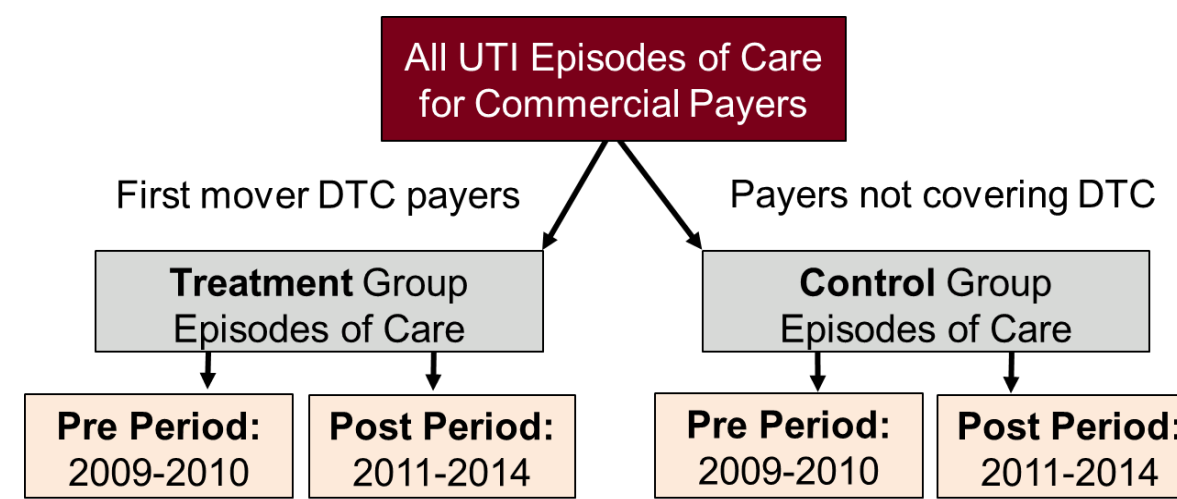 All UTI Episodes of Care
for Commercial Payers
First mover DTC payers
Payers not covering DTC
Treatment Group
Episodes of Care
Control Group
Episodes of Care
Pre Period:
2009-2010
Post Period:
2011-2014
Pre Period:
2009-2010
Post Period:
2011-2014